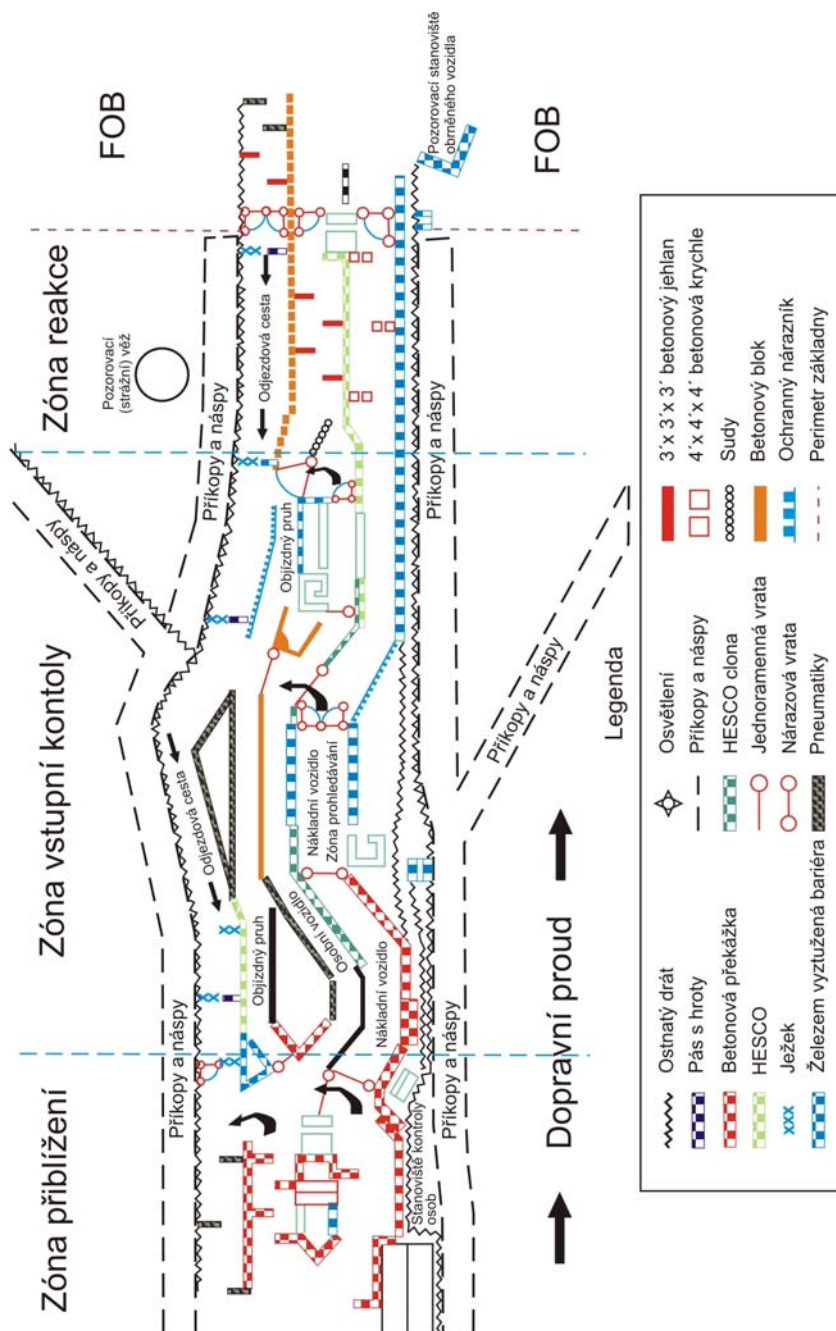 Zóna přiblížení
Zóna vstupní kontoly
Zóna reakce
FOB
Pozorovací
(strážní) věž
Příkopy a náspy
Příkopy a náspy
Příkopy a náspy
Odjezdová cesta
Odjezdová cesta
Objízdný pruh
Objízdný pruh
Osobní vozidlo
Nákladní vozidlo
Nákladní vozidlo
Zóna prohledávání
Stanoviště kontroly
osob
Pozorovací stanoviště
obrněného vozidla
Příkopy a náspy
Příkopy a náspy
Příkopy a náspy
FOB
Dopravní proud
Legenda
Ostnatý drát
Pás s hroty
Betonová překážka
HESCO
Ježek
Železem vyztužená bariéra
Osvětlení
Příkopy a náspy
HESCO clona
Jednoramenná vrata
Nárazová vrata
Pneumatiky
3´x 3´x 3´ betonový jehlan
4´x 4´x 4´ betonová krychle
Sudy
Betonový blok
Ochranný nárazník
Perimetr základny